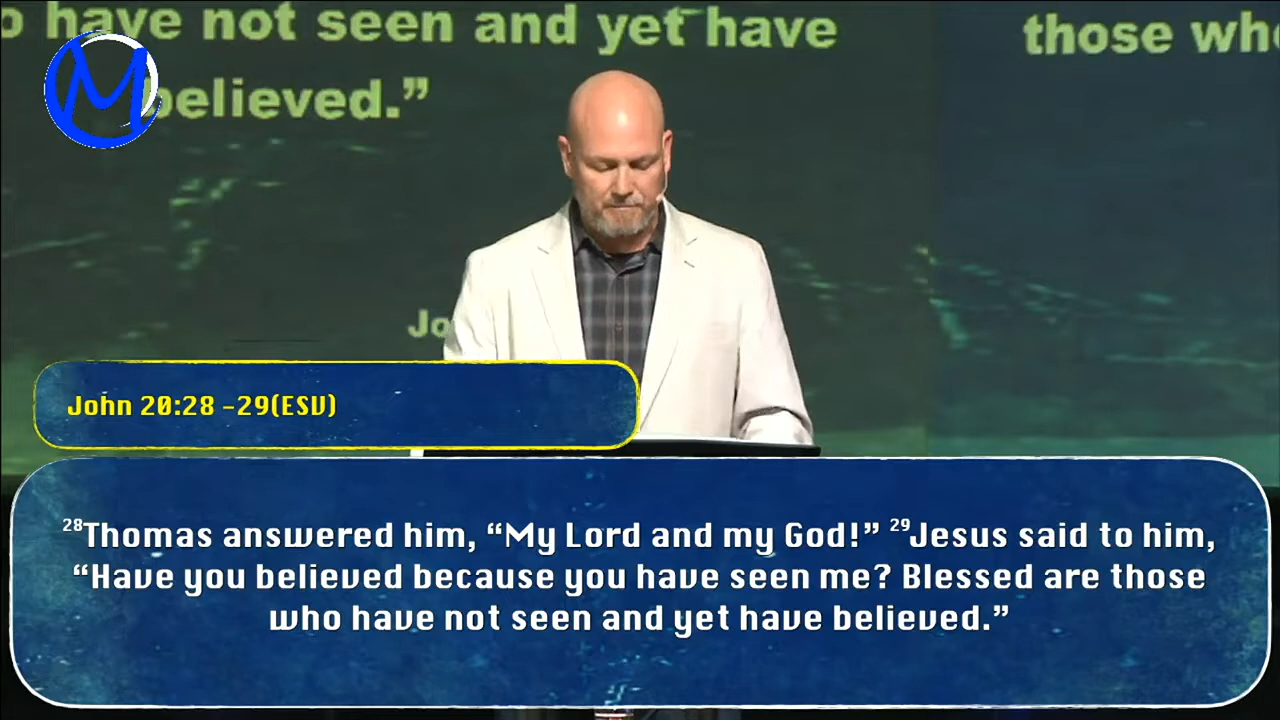 o have not seen and yet have
those who
believed.”
M
Jo
John 20:28 -29(ESV)
28Thomas answered him, “My Lord and my God!” 29Jesus said to him,
“Have you believed because you have seen me? Blessed are those
who have not seen and yet have believed.”